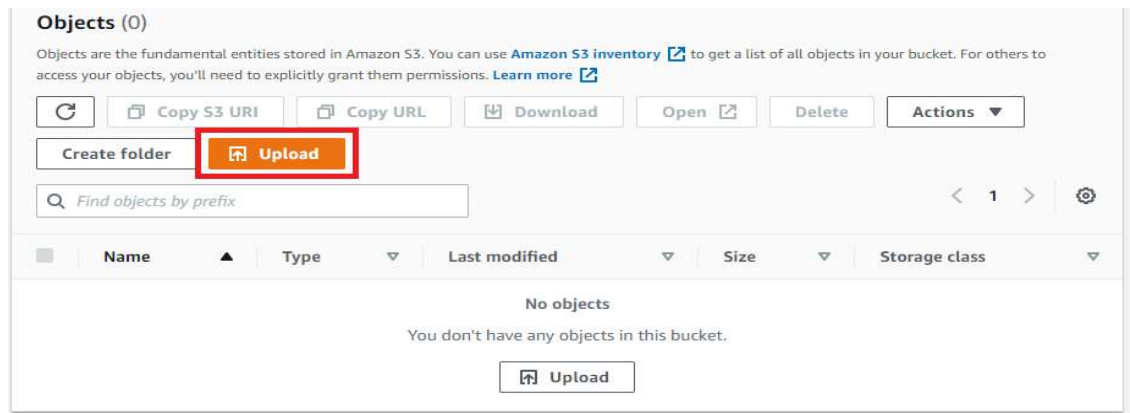 Objects (0)
Objects are the fundamental entities stored in Amazon S3. You can use Amazon S3 inventory to get a list of all objects in your bucket. For others to
access your objects, you'll need to explicitly grant them permissions. Learn more
Copy S3 URI Copy URL Download Open Delete Actions
Create folder Upload
Find objects by prefix 1
Name Type Last modified Size Storage class
No objects
You don't have any objects in this bucket.
Upload